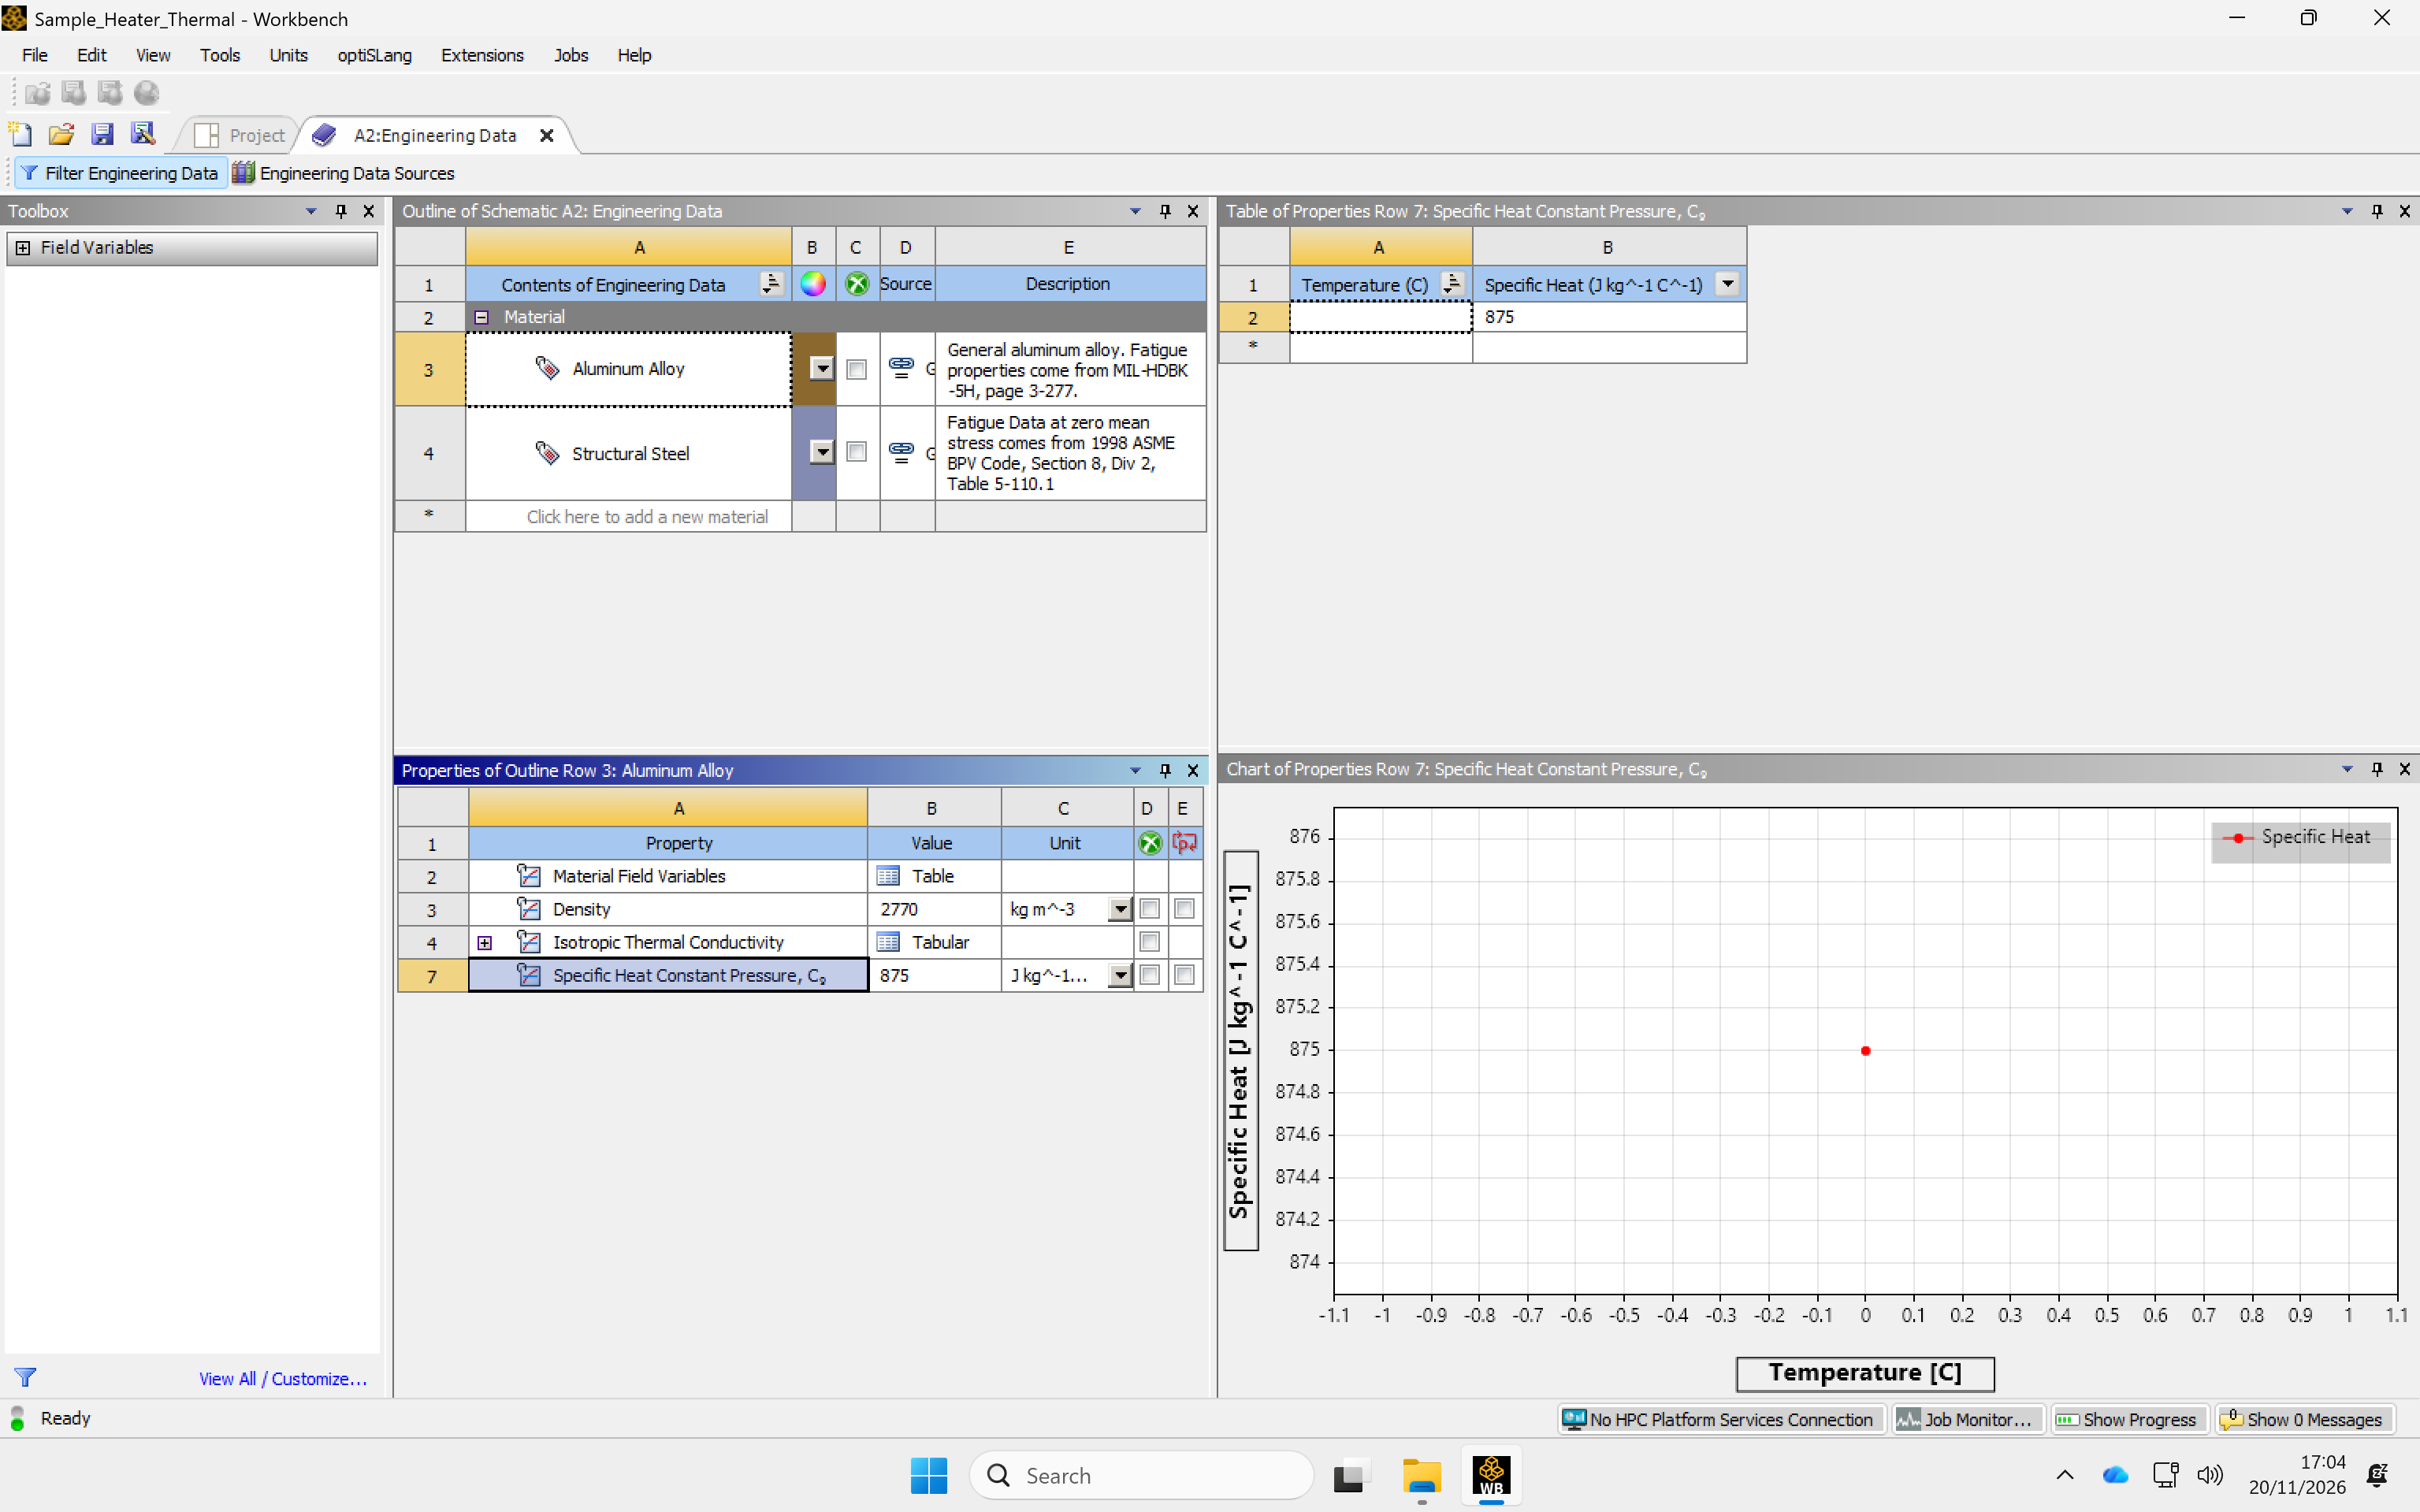 Sample_Heater_Thermal - Workbench
File Edit View Tools Units optiSLang Extensions Jobs Help
Project A2:Engineering Data
Filter Engineering Data Engineering Data Sources
Toolbox
Field Variables
View All / Customize...
Outline of Schematic A2: Engineering Data
A B C D E
1 Contents of Engineering Data Source Description
2 Material
3 Aluminum Alloy G General aluminum alloy. Fatigue
properties come from MIL-HDBK
-5H, page 3-277.
4 Structural Steel G Fatigue Data at zero mean
stress comes from 1998 ASME
BPV Code, Section 8, Div 2,
Table 5-110.1
* Click here to add a new material
Table of Properties Row 7: Specific Heat Constant Pressure, Cₚ
A B
1 Temperature (C) Specific Heat (J kg^-1 C^-1)
2 875
*
Properties of Outline Row 3: Aluminum Alloy
A B C D E
1 Property Value Unit
2 Material Field Variables Table
3 Density 2770 kg m^-3
4 Isotropic Thermal Conductivity Tabular
7 Specific Heat Constant Pressure, Cₚ 875 J kg^-1...
Chart of Properties Row 7: Specific Heat Constant Pressure, Cₚ
Specific Heat
Specific Heat [J kg^-1 C^-1]
876
875.8
875.6
875.4
875.2
875
874.8
874.6
874.4
874.2
874
-1.1 -1 -0.9 -0.8 -0.7 -0.6 -0.5 -0.4 -0.3 -0.2 -0.1 0 0.1 0.2 0.3 0.4 0.5 0.6 0.7 0.8 0.9 1 1.1
Temperature [C]
Ready
No HPC Platform Services Connection Job Monitor... Show Progress 0 Show 0 Messages
Search
WB
17:04
20/11/2026